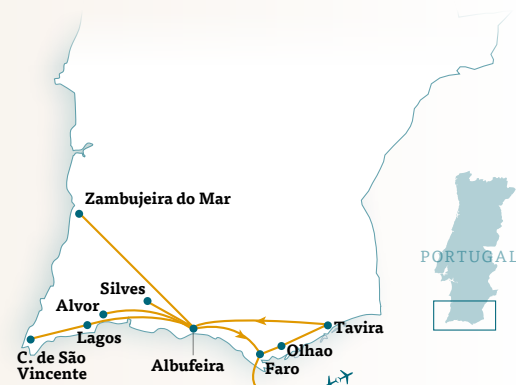 Zambujeira do Mar
PORTUGAL
Silves
Alvor
Lagos
C. de São
Vincente
Albufeira
Tavira
Olhao
Faro